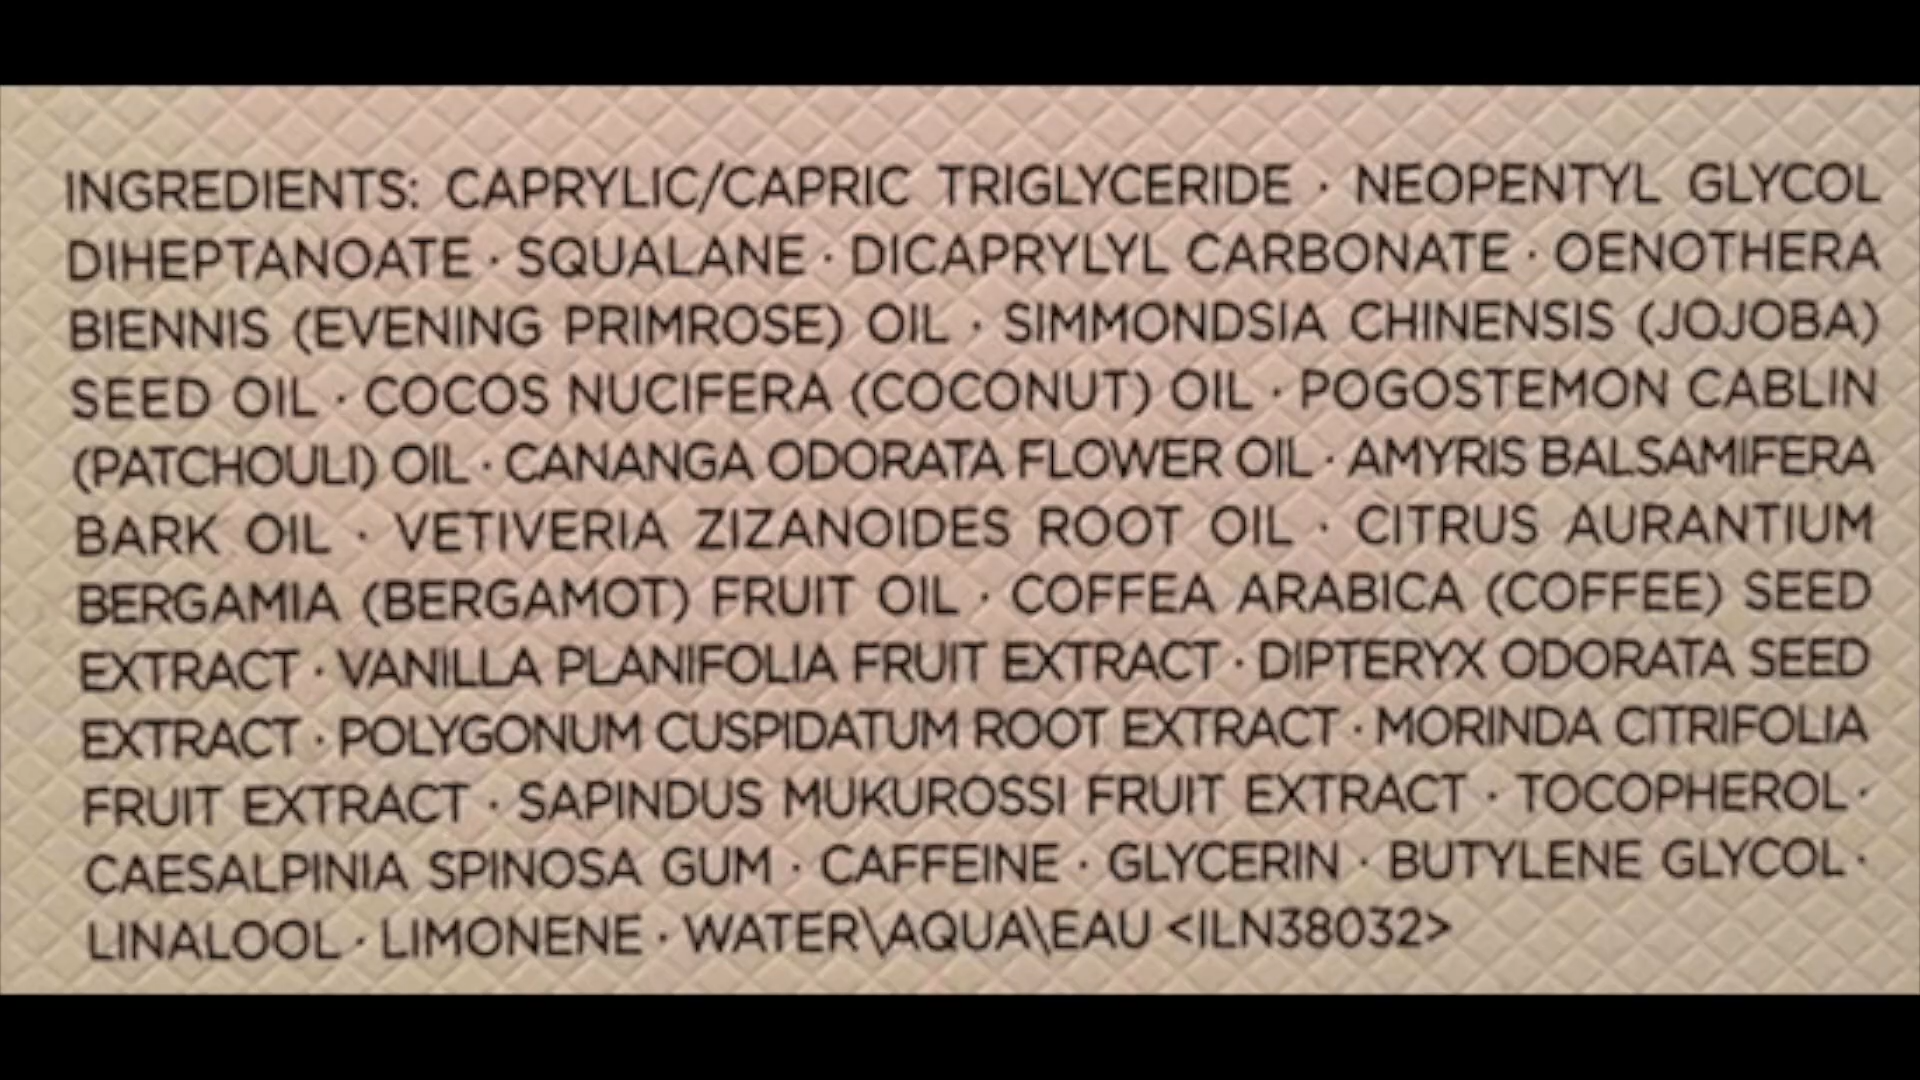 INGREDIENTS: CAPRYLIC/CAPRIC TRIGLYCERIDE · NEOPENTYL GLYCOL
DIHEPTANOATE · SQUALANE · DICAPRYLYL CARBONATE · OENOTHERA
BIENNIS (EVENING PRIMROSE) OIL · SIMMONDSIA CHINENSIS (JOJOBA)
SEED OIL · COCOS NUCIFERA (COCONUT) OIL · POGOSTEMON CABLIN
(PATCHOULI) OIL · CANANGA ODORATA FLOWER OIL · AMYRIS BALSAMIFERA
BARK OIL · VETIVERIA ZIZANOIDES ROOT OIL · CITRUS AURANTIUM
BERGAMIA (BERGAMOT) FRUIT OIL · COFFEA ARABICA (COFFEE) SEED
EXTRACT · VANILLA PLANIFOLIA FRUIT EXTRACT · DIPTERYX ODORATA SEED
EXTRACT · POLYGONUM CUSPIDATUM ROOT EXTRACT · MORINDA CITRIFOLIA
FRUIT EXTRACT · SAPINDUS MUKUROSSI FRUIT EXTRACT · TOCOPHEROL ·
CAESALPINIA SPINOSA GUM · CAFFEINE · GLYCERIN · BUTYLENE GLYCOL ·
LINALOOL · LIMONENE · WATER\AQUA\EAU <ILN38032>